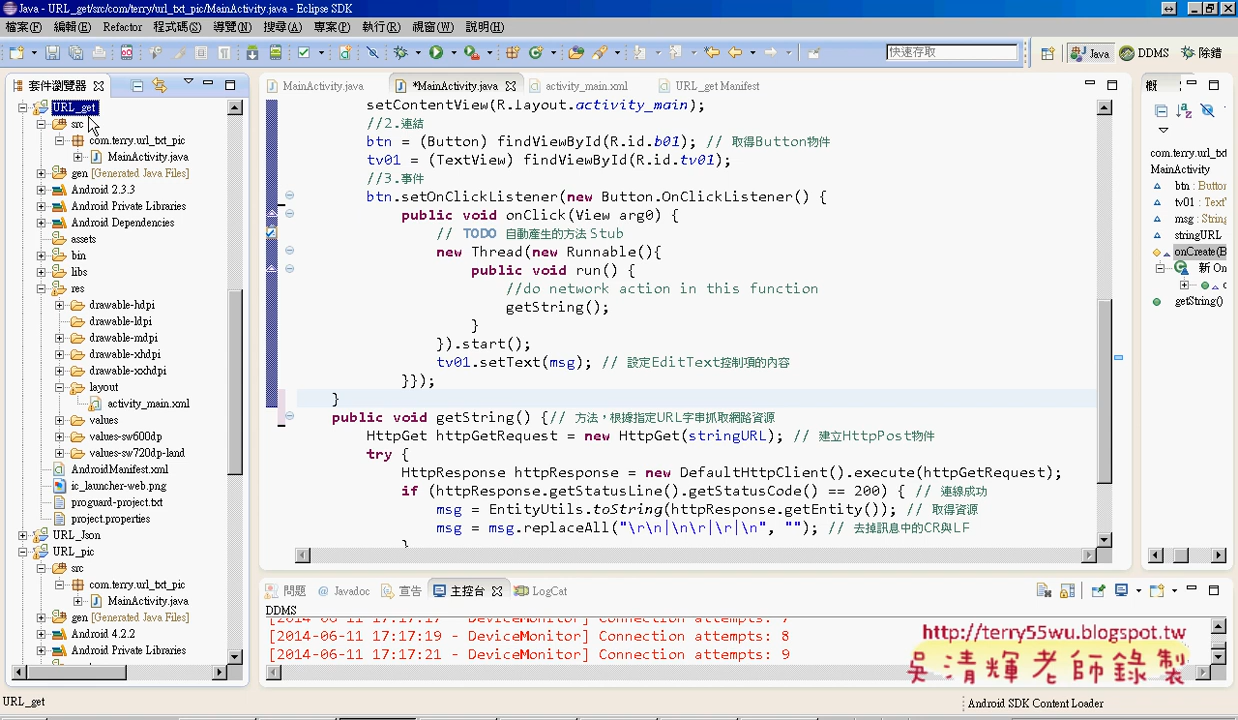 Java - URL_get/src/com/terry/url_txt_pic/MainActivity.java - Eclipse SDK
檔案(F) 編輯(E) Refactor 程式碼(S) 導覽(N) 搜尋(A) 專案(P) 執行(R) 視窗(W) 說明(H)
快速存取 Java DDMS 除錯
套件瀏覽器
URL_get
src
com.terry.url_txt_pic
MainActivity.java
gen [Generated Java Files]
Android 2.3.3
Android Private Libraries
Android Dependencies
assets
bin
libs
res
drawable-hdpi
drawable-ldpi
drawable-mdpi
drawable-xhdpi
drawable-xxhdpi
layout
activity_main.xml
values
values-sw600dp
values-sw720dp-land
AndroidManifest.xml
ic_launcher-web.png
proguard-project.txt
project.properties
URL_Json
URL_pic
src
com.terry.url_txt_pic
MainActivity.java
gen [Generated Java Files]
Android 4.2.2
Android Private Libraries
MainActivity.java *MainActivity.java activity_main.xml URL_get Manifest
setContentView(R.layout.activity_main);
//2.連結
btn = (Button) findViewById(R.id.b01); // 取得Button物件
tv01 = (TextView) findViewById(R.id.tv01);
//3.事件
btn.setOnClickListener(new Button.OnClickListener() {
public void onClick(View arg0) {
// TODO 自動產生的方法 Stub
new Thread(new Runnable(){
public void run() {
//do network action in this function
getString();
}
}).start();
tv01.setText(msg); // 設定EditText控制項的內容
}});
}
public void getString() {// 方法，根據指定URL字串抓取網路資源
HttpGet httpGetRequest = new HttpGet(stringURL); // 建立HttpPost物件
try {
HttpResponse httpResponse = new DefaultHttpClient().execute(httpGetRequest);
if (httpResponse.getStatusLine().getStatusCode() == 200) { // 連線成功
msg = EntityUtils.toString(httpResponse.getEntity()); // 取得資源
msg = msg.replaceAll("\r\n|\n\r|\r|\n", ""); // 去掉訊息中的CR與LF
}
概
com.terry.url_txt
MainActivity
btn : Button
tv01 : Text
msg : String
stringURL
onCreate(B
新 On
getString()
問題 @ Javadoc 宣告 主控台 LogCat
DDMS
[2014-06-11 17:17:17 - DeviceMonitor] Connection attempts: 7
[2014-06-11 17:17:19 - DeviceMonitor] Connection attempts: 8
[2014-06-11 17:17:21 - DeviceMonitor] Connection attempts: 9
http://terry55wu.blogspot.tw
吳清輝老師錄製
URL_get
Android SDK Content Loader